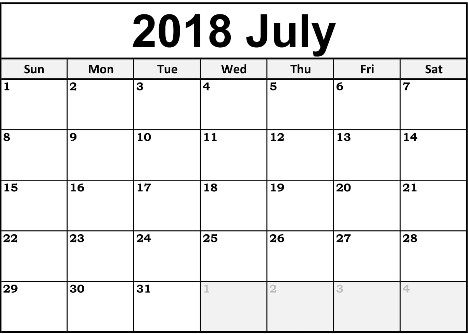 2018 July
Sun Mon Tue Wed Thu Fri Sat
1 2 3 4 5 6 7
8 9 10 11 12 13 14
15 16 17 18 19 20 21
22 23 24 25 26 27 28
29 30 31 1 2 3 4